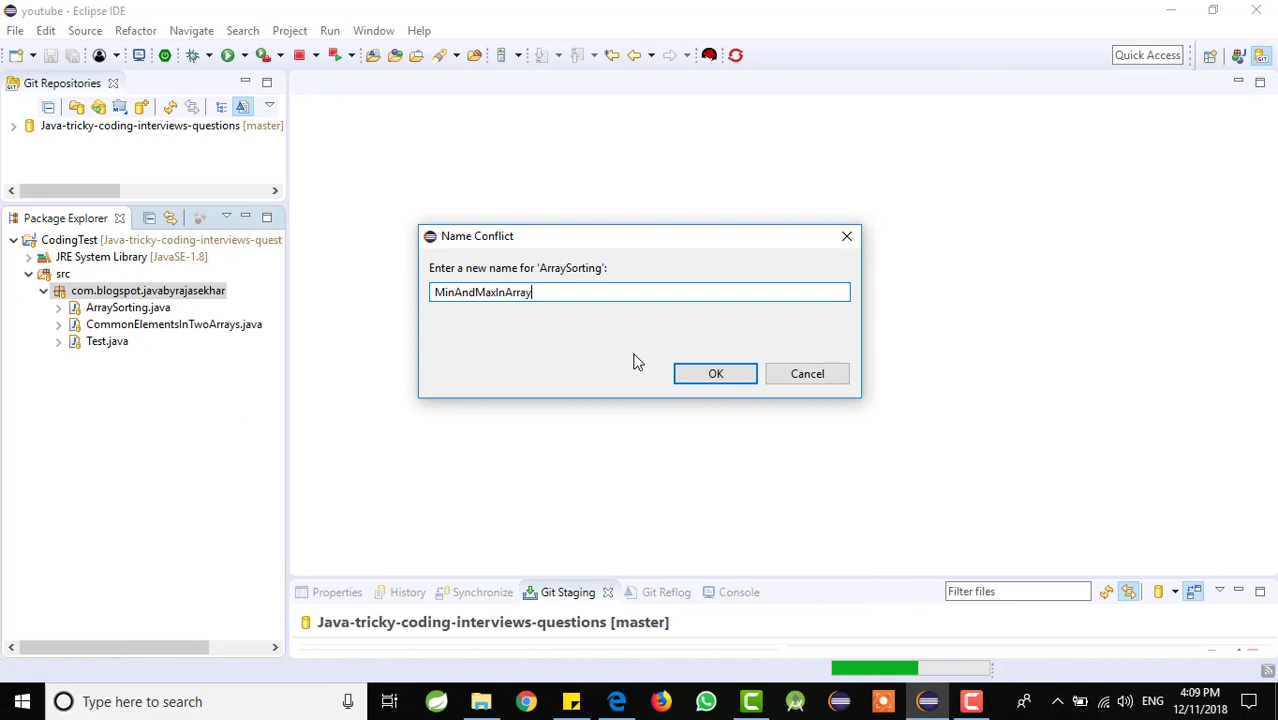 youtube - Eclipse IDE
File Edit Source Refactor Navigate Search Project Run Window Help
Quick Access
Git Repositories
Java-tricky-coding-interviews-questions [master]
Package Explorer
CodingTest [Java-tricky-coding-interviews-quest
JRE System Library [JavaSE-1.8]
src
com.blogspot.javabyrajasekhar
ArraySorting.java
CommonElementsInTwoArrays.java
Test.java
Name Conflict
Enter a new name for 'ArraySorting':
MinAndMaxInArray
OK Cancel
Properties History Synchronize Git Staging Git Reflog Console Filter files
Java-tricky-coding-interviews-questions [master]
Type here to search
ENG
4:09 PM
12/11/2018